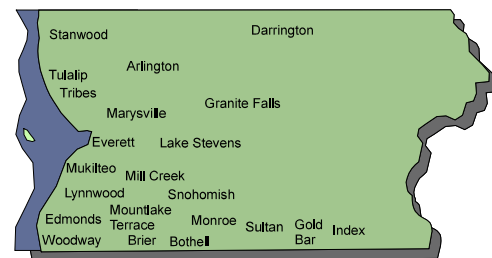 Stanwood
Darrington
Arlington
Tulalip
Tribes
Granite Falls
Marysville
Everett
Lake Stevens
Mukilteo
Mill Creek
Lynnwood
Snohomish
Edmonds
Mountlake
Terrace
Monroe
Sultan
Gold
Bar
Index
Woodway
Brier
Bothell